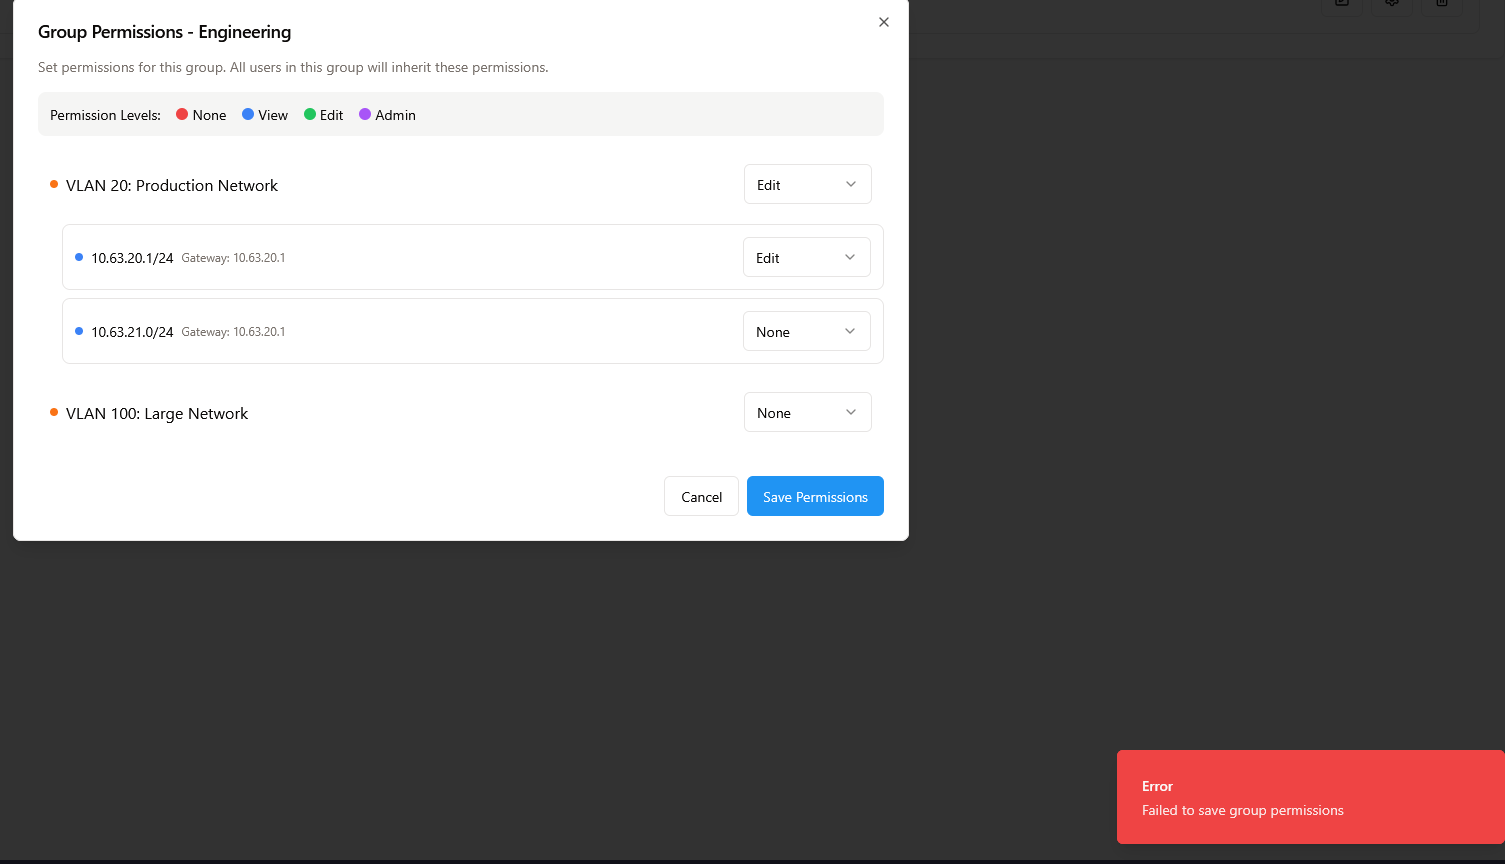 Group Permissions - Engineering
Set permissions for this group. All users in this group will inherit these permissions.
Permission Levels: None View Edit Admin
VLAN 20: Production Network Edit
10.63.20.1/24 Gateway: 10.63.20.1 Edit
10.63.21.0/24 Gateway: 10.63.20.1 None
VLAN 100: Large Network None
Cancel Save Permissions
Error
Failed to save group permissions